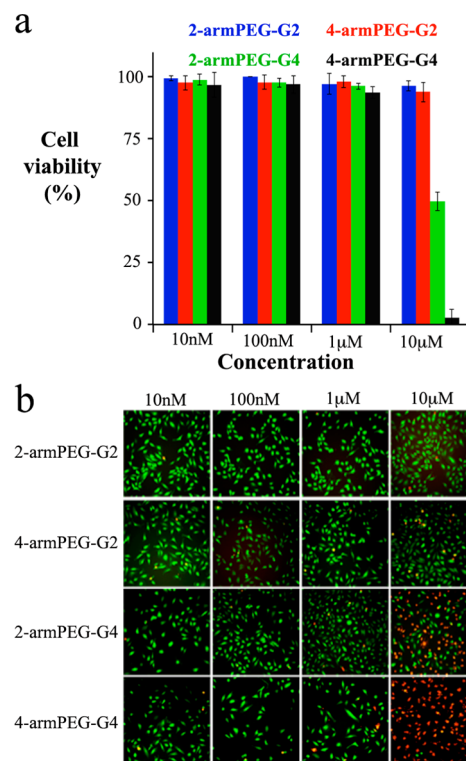 a
2-armPEG-G2 4-armPEG-G2
2-armPEG-G4 4-armPEG-G4
Cell
viability
(%)
100
75
50
25
0
10nM 100nM 1μM 10μM
Concentration
b
10nM 100nM 1μM 10μM
2-armPEG-G2
4-armPEG-G2
2-armPEG-G4
4-armPEG-G4